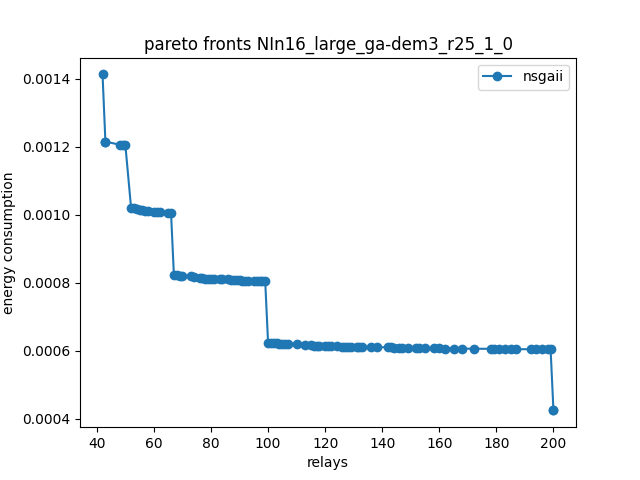 pareto fronts NIn16_large_ga-dem3_r25_1_0
nsgaii
energy consumption
0.0014
0.0012
0.0010
0.0008
0.0006
0.0004
40 60 80 100 120 140 160 180 200
relays